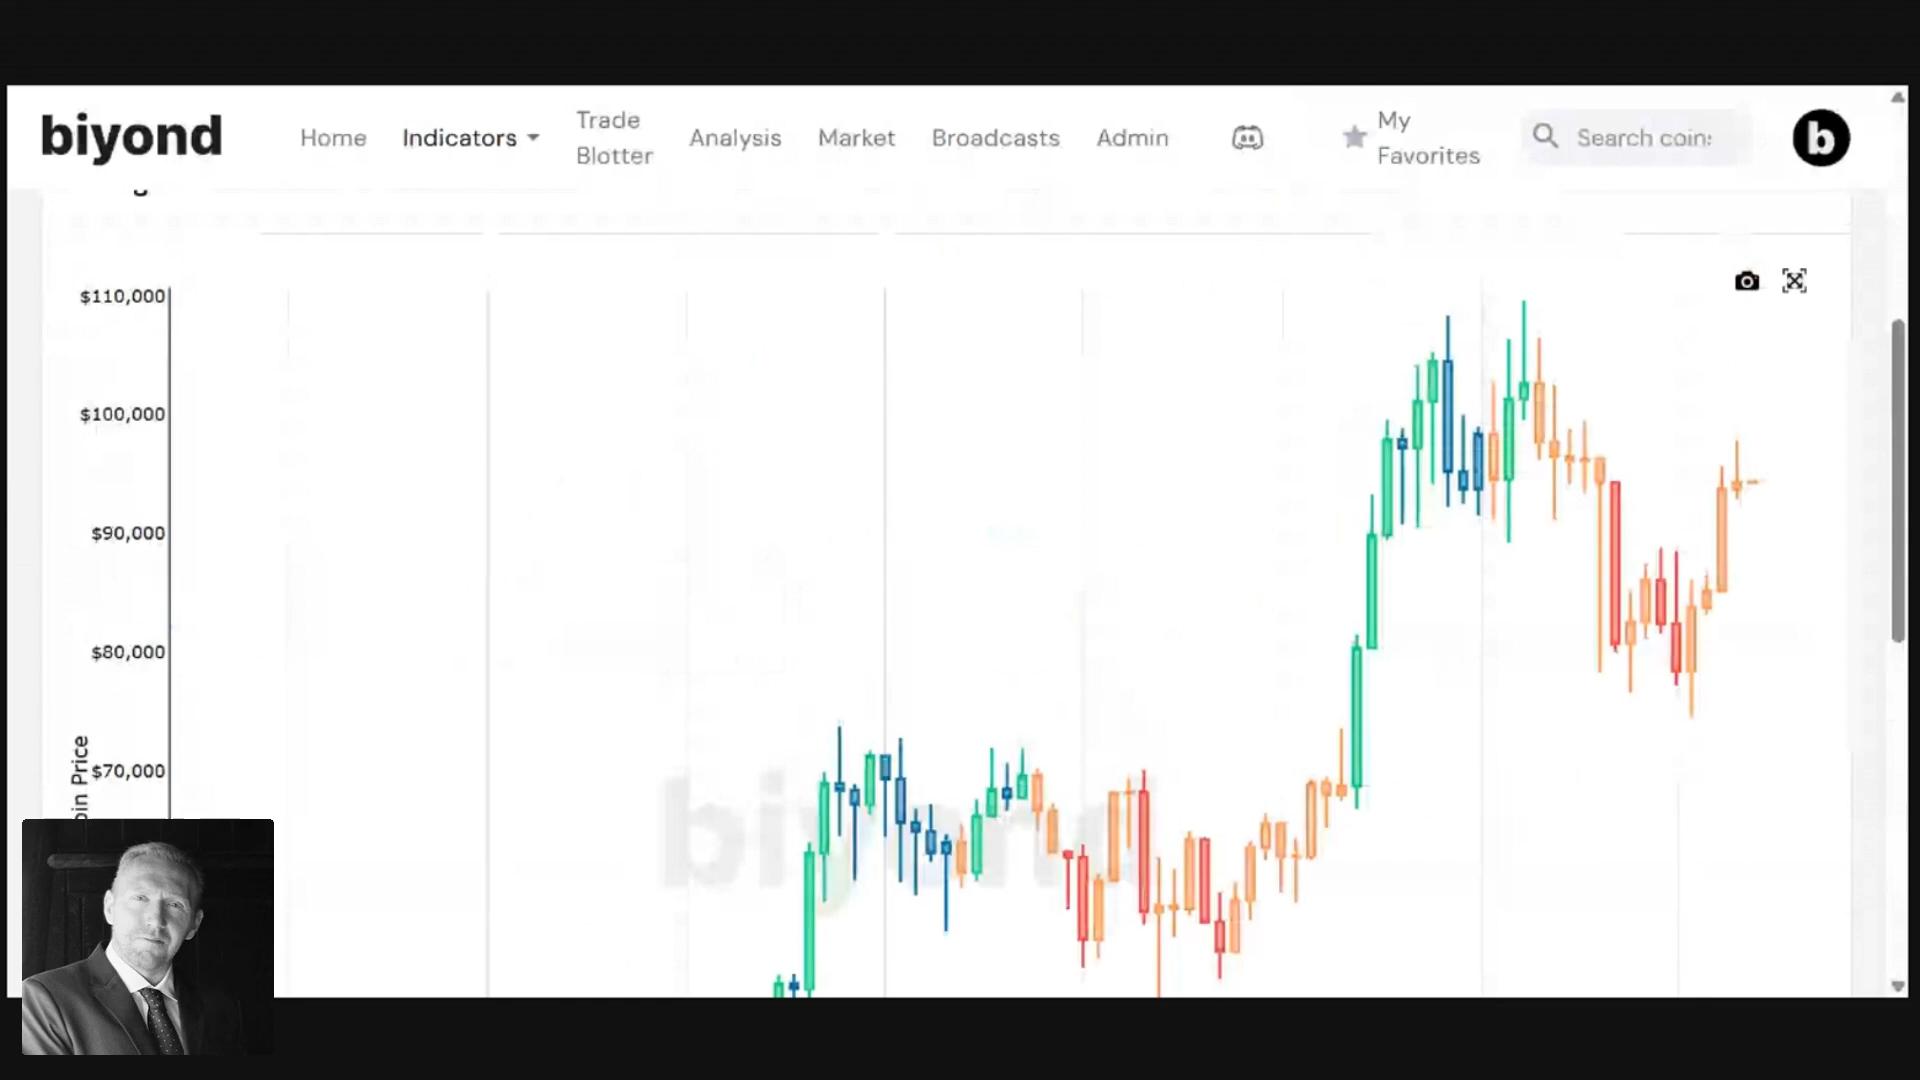 biyond
Home
Indicators
Trade
Blotter
Analysis
Market
Broadcasts
Admin
My
Favorites
Search coin
b
$110,000
$100,000
$90,000
$80,000
$70,000
Price
biyond